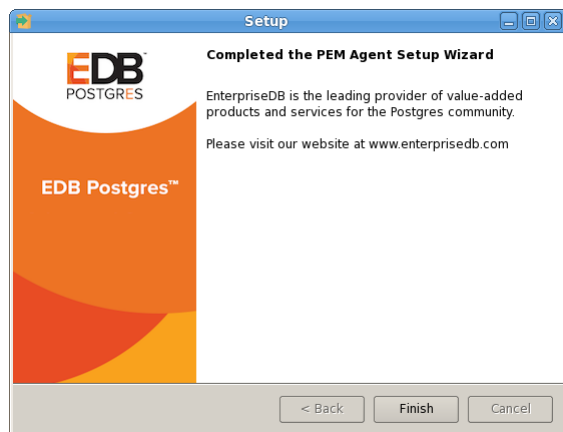 Setup
EDB
POSTGRES
EDB Postgres™
Completed the PEM Agent Setup Wizard
EnterpriseDB is the leading provider of value-added
products and services for the Postgres community.
Please visit our website at www.enterprisedb.com
< Back
Finish
Cancel